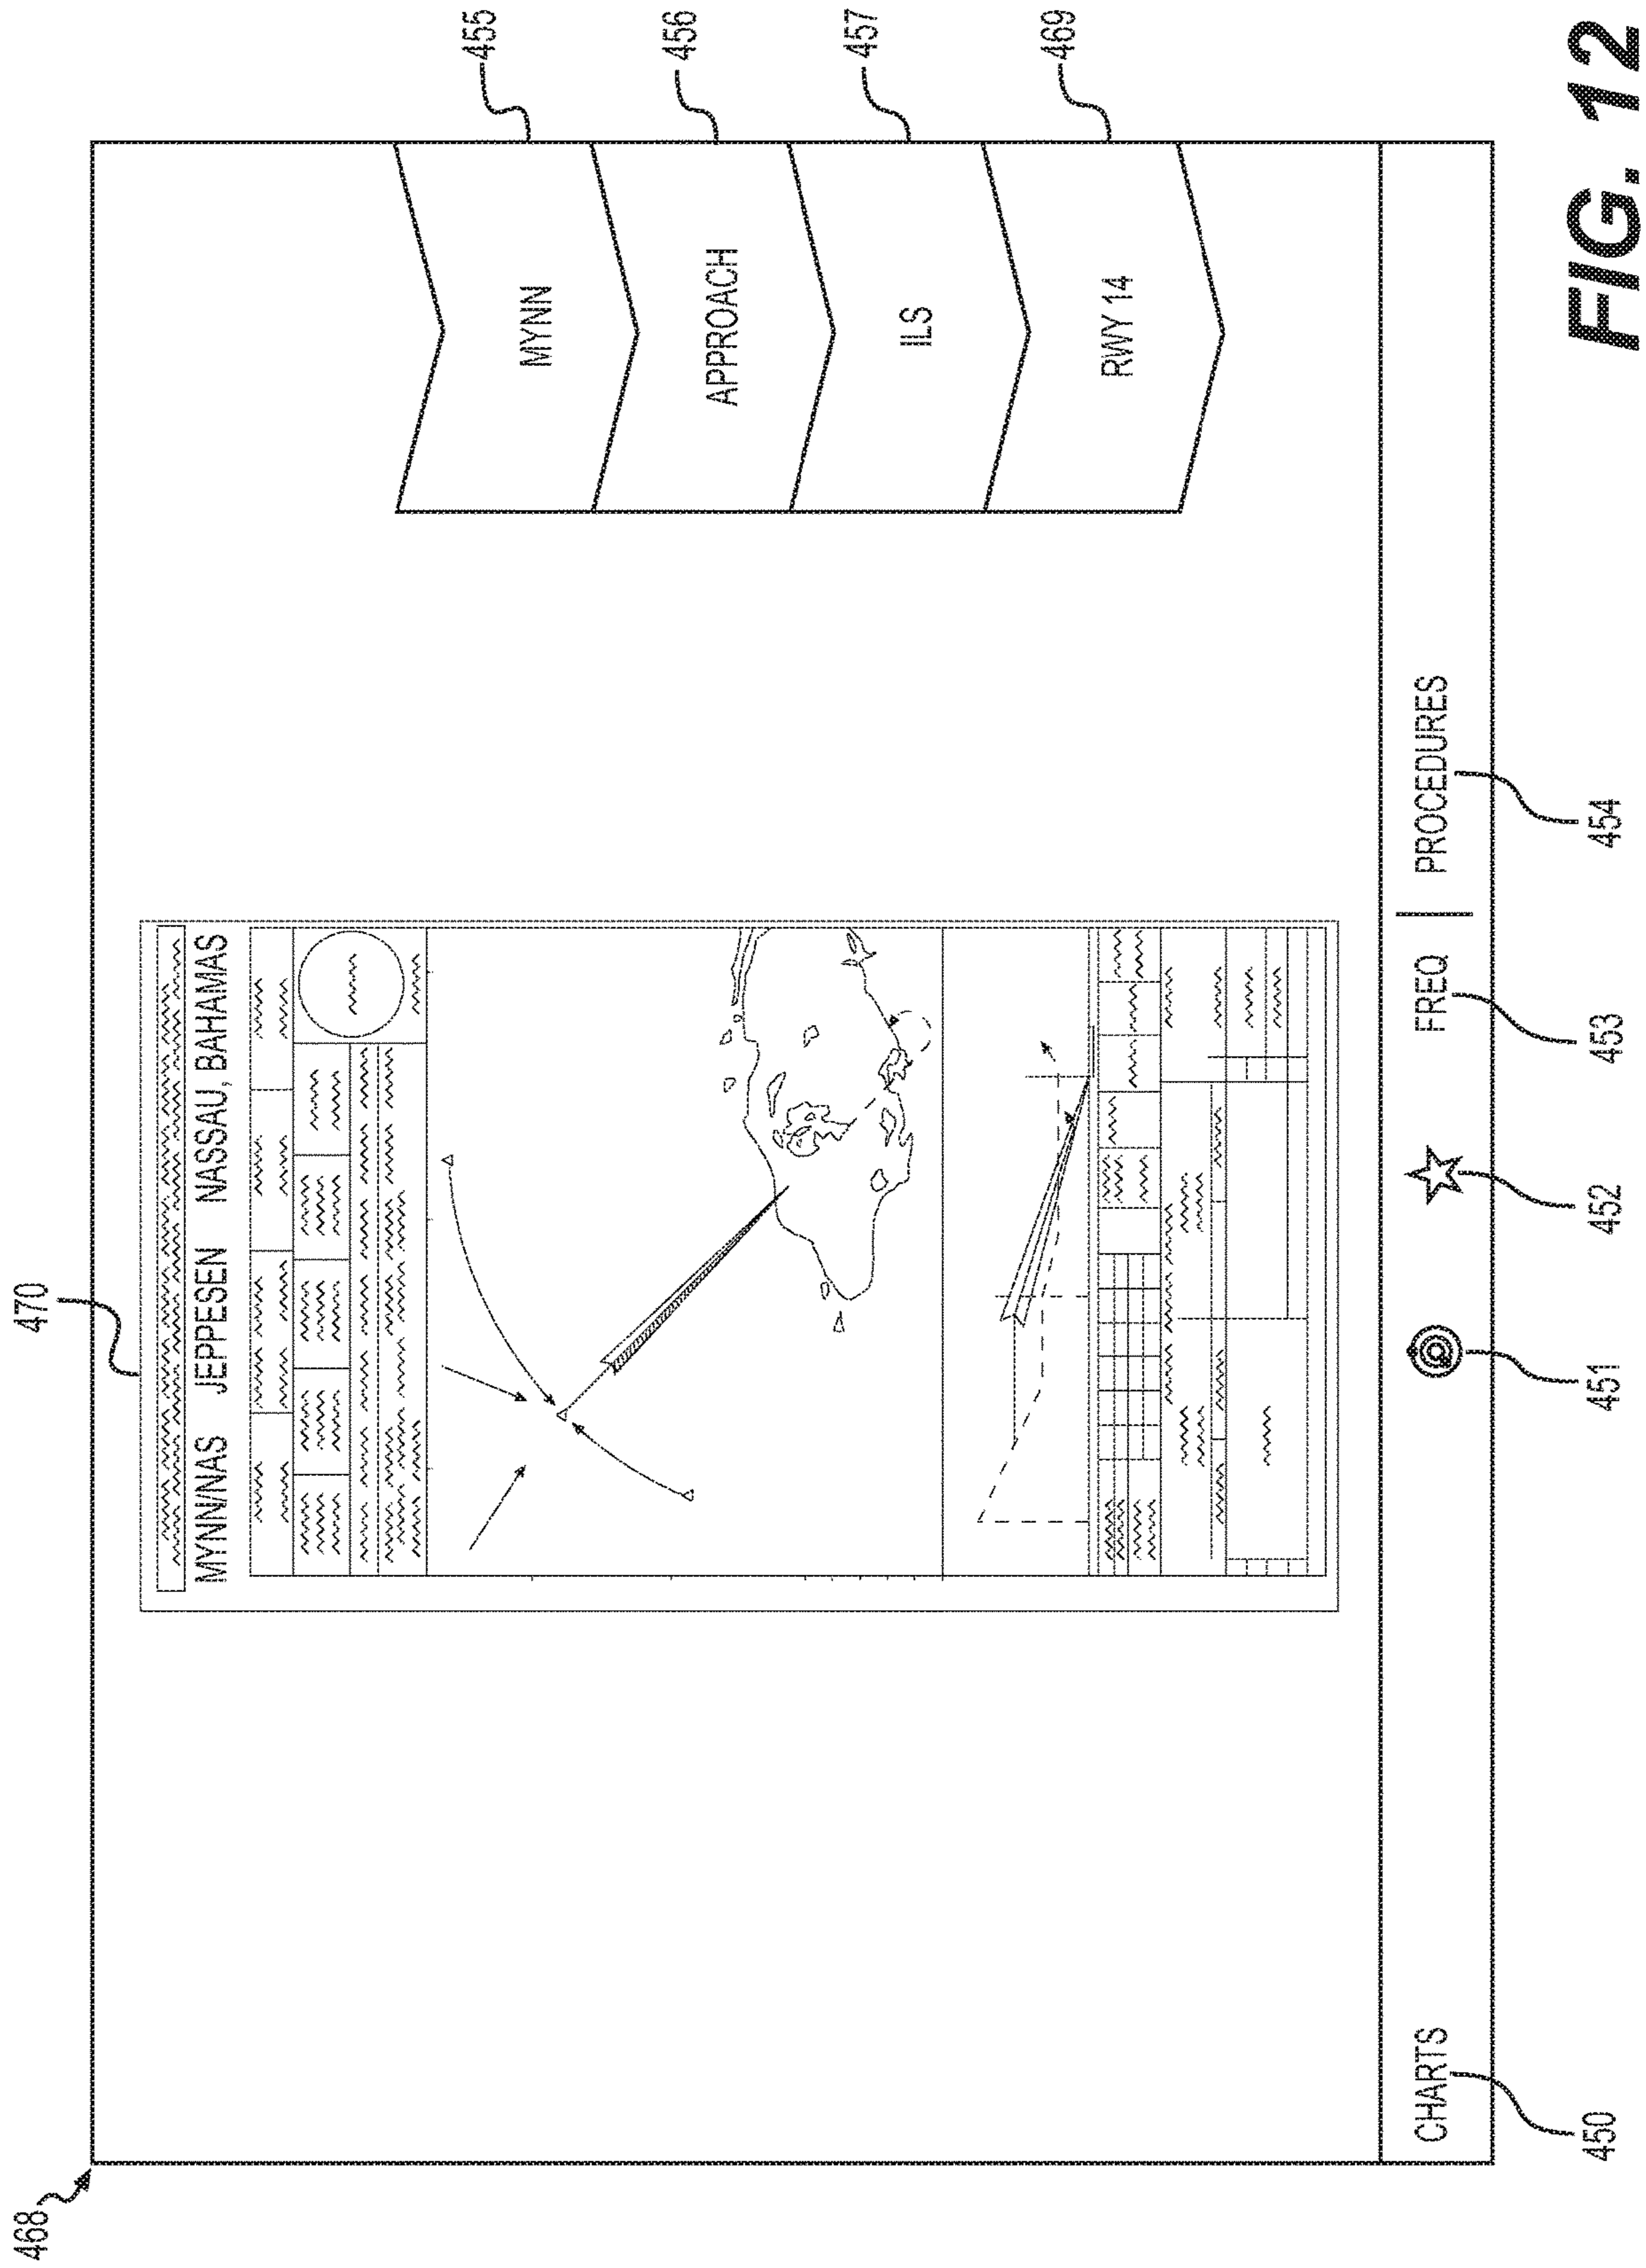 468
470
MYNN/NAS JEPPESEN NASSAU, BAHAMAS
MYNN
455
APPROACH
456
ILS
457
RWY 14
469
CHARTS
FREQ | PROCEDURES
450
451
452
453
454
FIG. 12